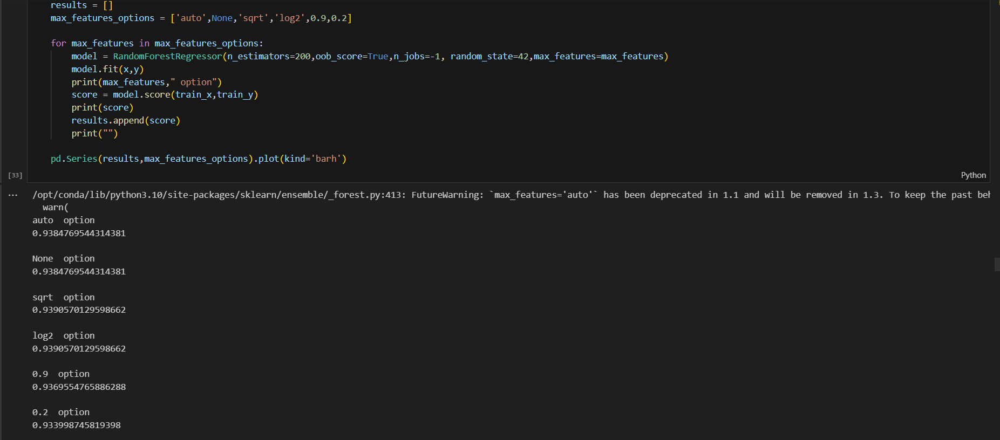 results = []
max_features_options = ['auto',None,'sqrt','log2',0.9,0.2]
for max_features in max_features_options:
model = RandomForestRegressor(n_estimators=200,oob_score=True,n_jobs=-1, random_state=42,max_features=max_features)
model.fit(x,y)
print(max_features," option")
score = model.score(train_x,train_y)
print(score)
results.append(score)
print("")
pd.Series(results,max_features_options).plot(kind='barh')
[33]
Python
... /opt/conda/lib/python3.10/site-packages/sklearn/ensemble/_forest.py:413: FutureWarning: `max_features='auto'` has been deprecated in 1.1 and will be removed in 1.3. To keep the past beh
warn(
auto  option
0.9384769544314381
None  option
0.9384769544314381
sqrt  option
0.9390570129598662
log2  option
0.9390570129598662
0.9  option
0.9369554765886288
0.2  option
0.933998745819398